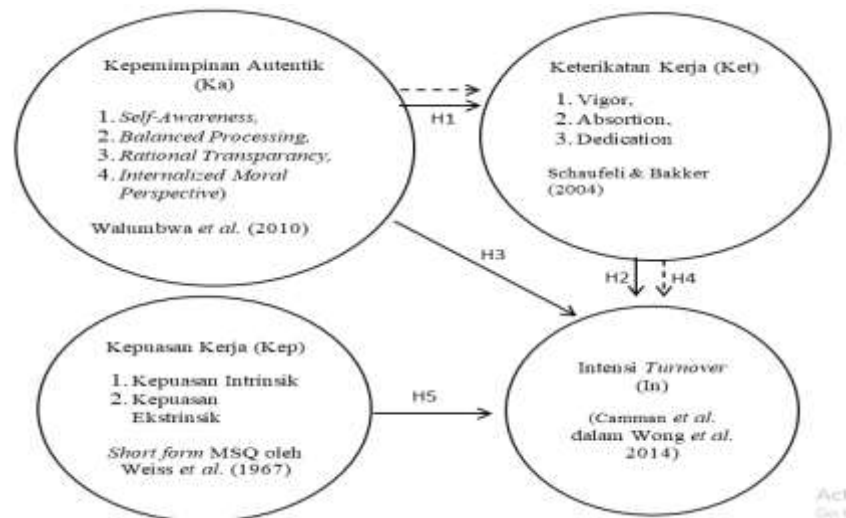 Kepemimpinan Autentik
(Ka)
1. Self-Awareness,
2. Balanced Processing,
3. Rational Transparancy,
4. Internalized Moral
Perspective)
Walumbwa et al. (2010)
H1
Keterikatan Kerja (Ket)
1. Vigor,
2. Absortion,
3. Dedication
Schaufeli & Bakker
(2004)
H3
H2
H4
Kepuasan Kerja (Kep)
1. Kepuasan Intrinsik
2. Kepuasan
Ekstrinsik
Short form MSQ oleh
Weiss et al. (1967)
H5
Intensi Turnover
(In)
(Camman et al.
dalam Wong et al.
2014)